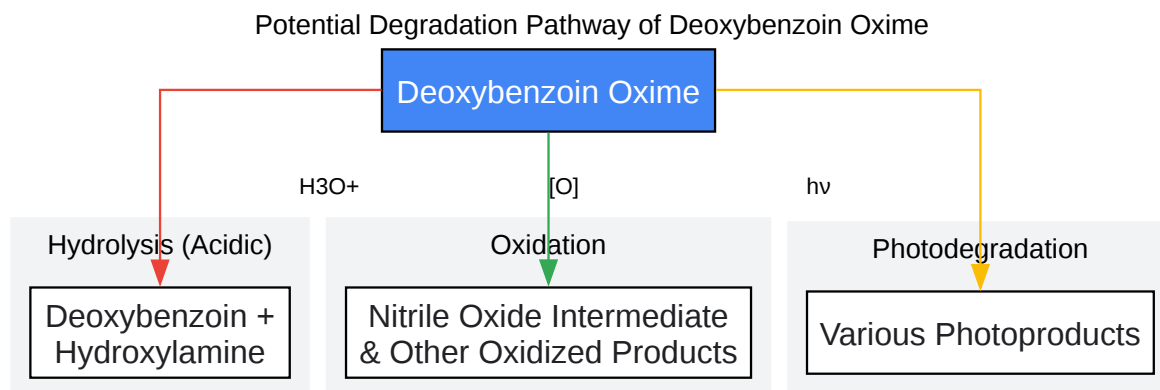 Potential Degradation Pathway of Deoxybenzoin Oxime
Deoxybenzoin Oxime
H3O+
[O]
hν
Hydrolysis (Acidic)
Oxidation
Photodegradation
Deoxybenzoin +
Hydroxylamine
Nitrile Oxide Intermediate
& Other Oxidized Products
Various Photoproducts